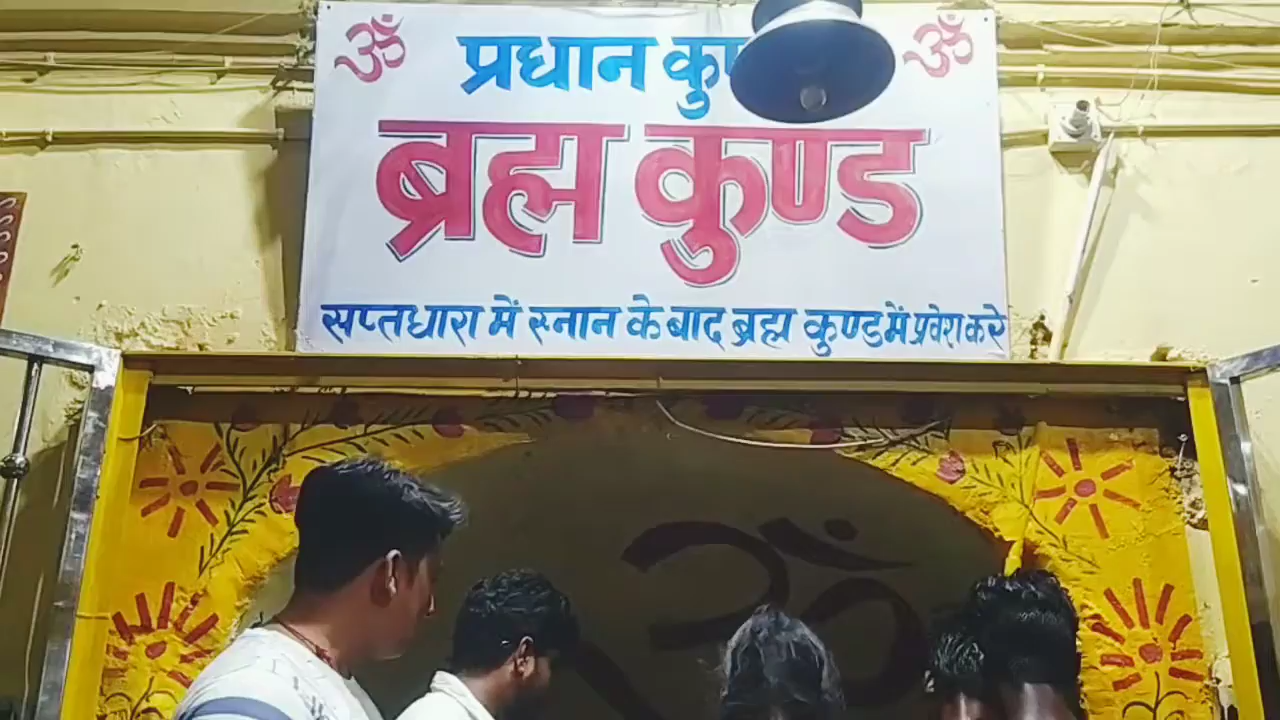 ॐ प्रधान कु ॐ
ब्रह्म कुण्ड
सप्तधारा में स्नान के बाद ब्रह्म कुण्ड में प्रवेश करे
ॐ